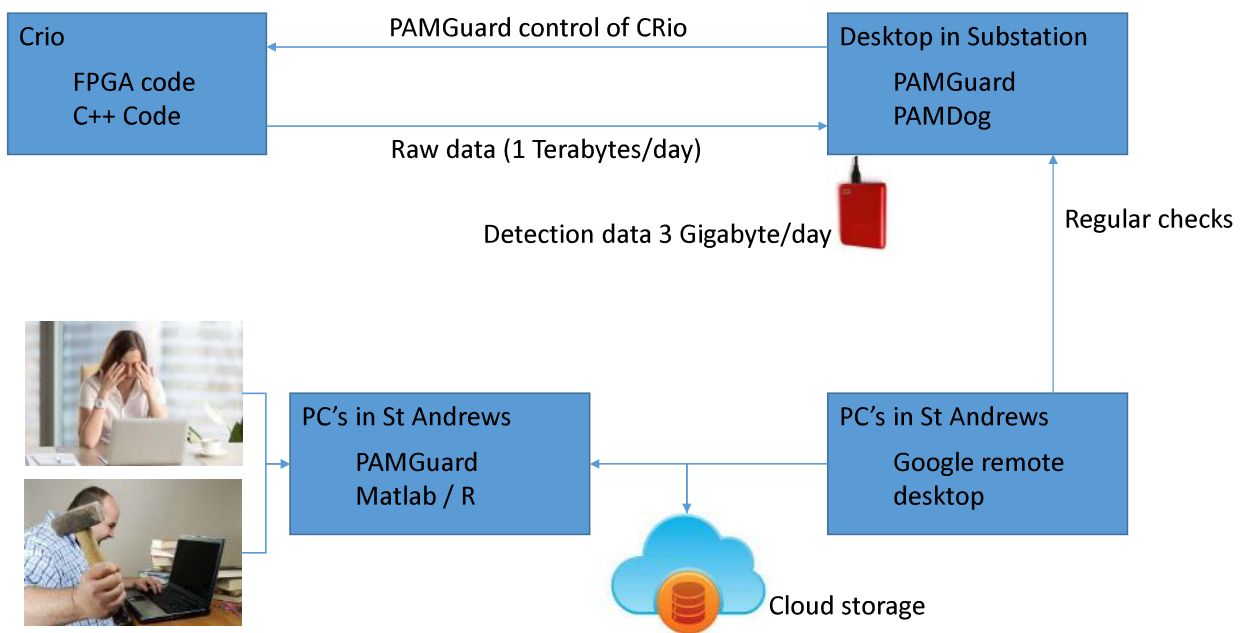 Crio
FPGA code
C++ Code
PAMGuard control of CRio
Raw data (1 Terabytes/day)
Desktop in Substation
PAMGuard
PAMDog
Detection data 3 Gigabyte/day
Regular checks
PC's in St Andrews
PAMGuard
Matlab / R
PC's in St Andrews
Google remote
desktop
Cloud storage